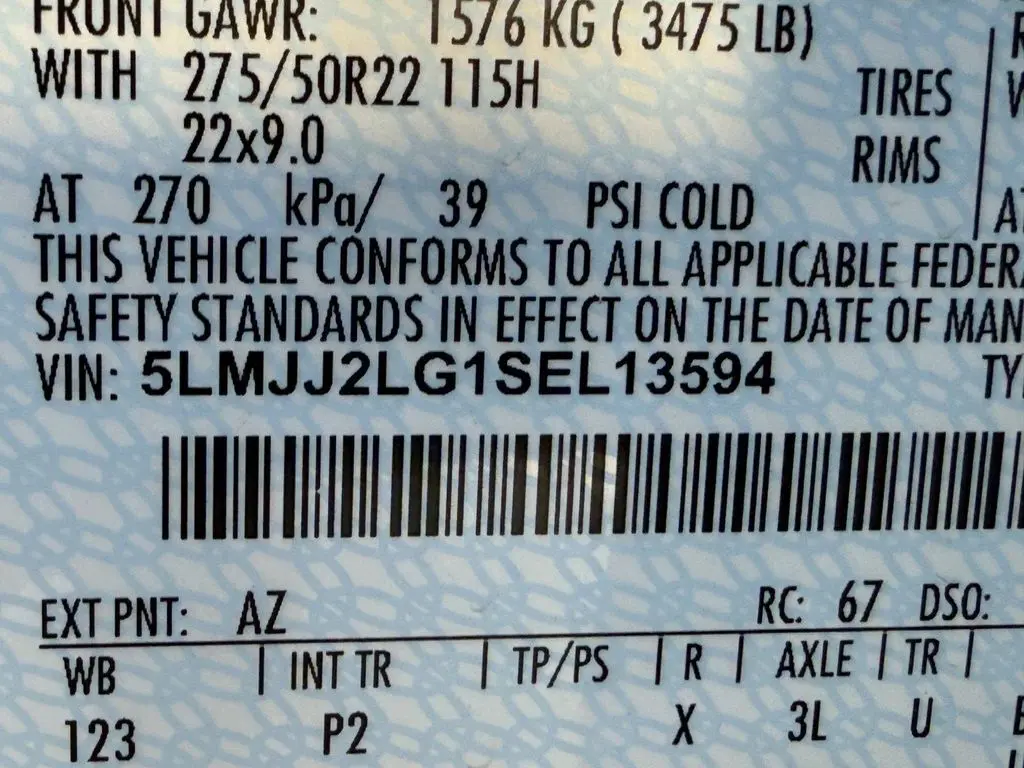 FRONT GAWR: 1576 KG ( 3475 LB)
WITH 275/50R22 115H TIRES
22x9.0 RIMS
AT 270 kPa/ 39 PSI COLD
THIS VEHICLE CONFORMS TO ALL APPLICABLE FEDER
SAFETY STANDARDS IN EFFECT ON THE DATE OF MAN
VIN: 5LMJJ2LG1SEL13594
EXT PNT: AZ RC: 67 DSO:
WB | INT TR | TP/PS | R | AXLE | TR |
123 P2 X 3L U